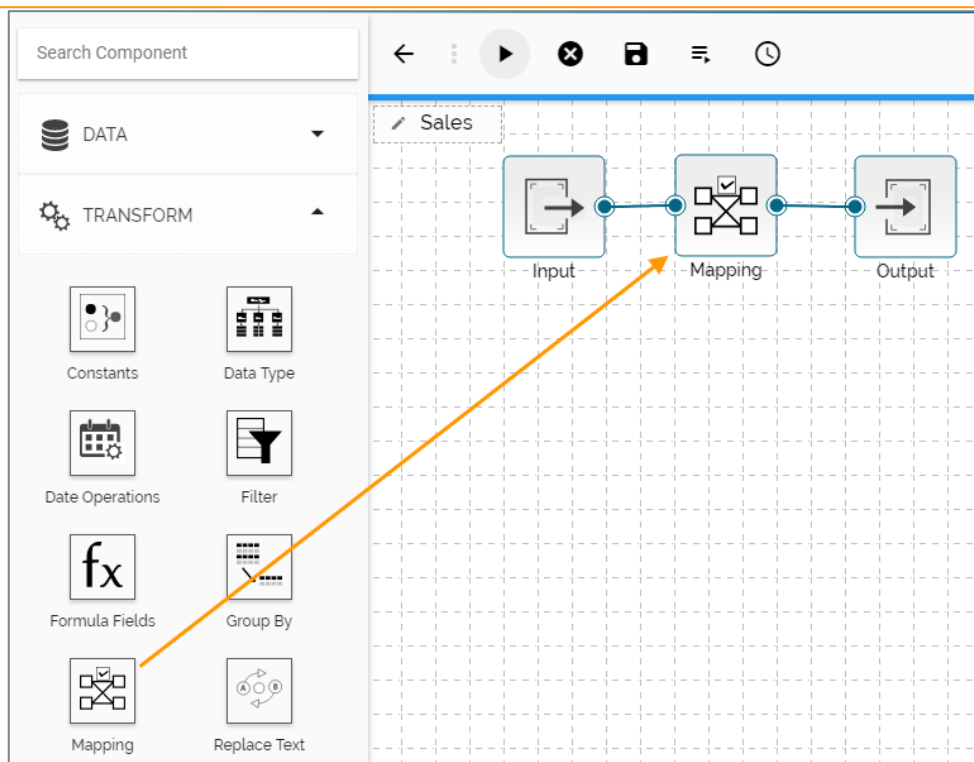 Search Component
DATA
TRANSFORM
Constants
Data Type
Date Operations
Filter
fx
Formula Fields
Group By
Mapping
A B
Replace Text
Sales
Input
Mapping
Output